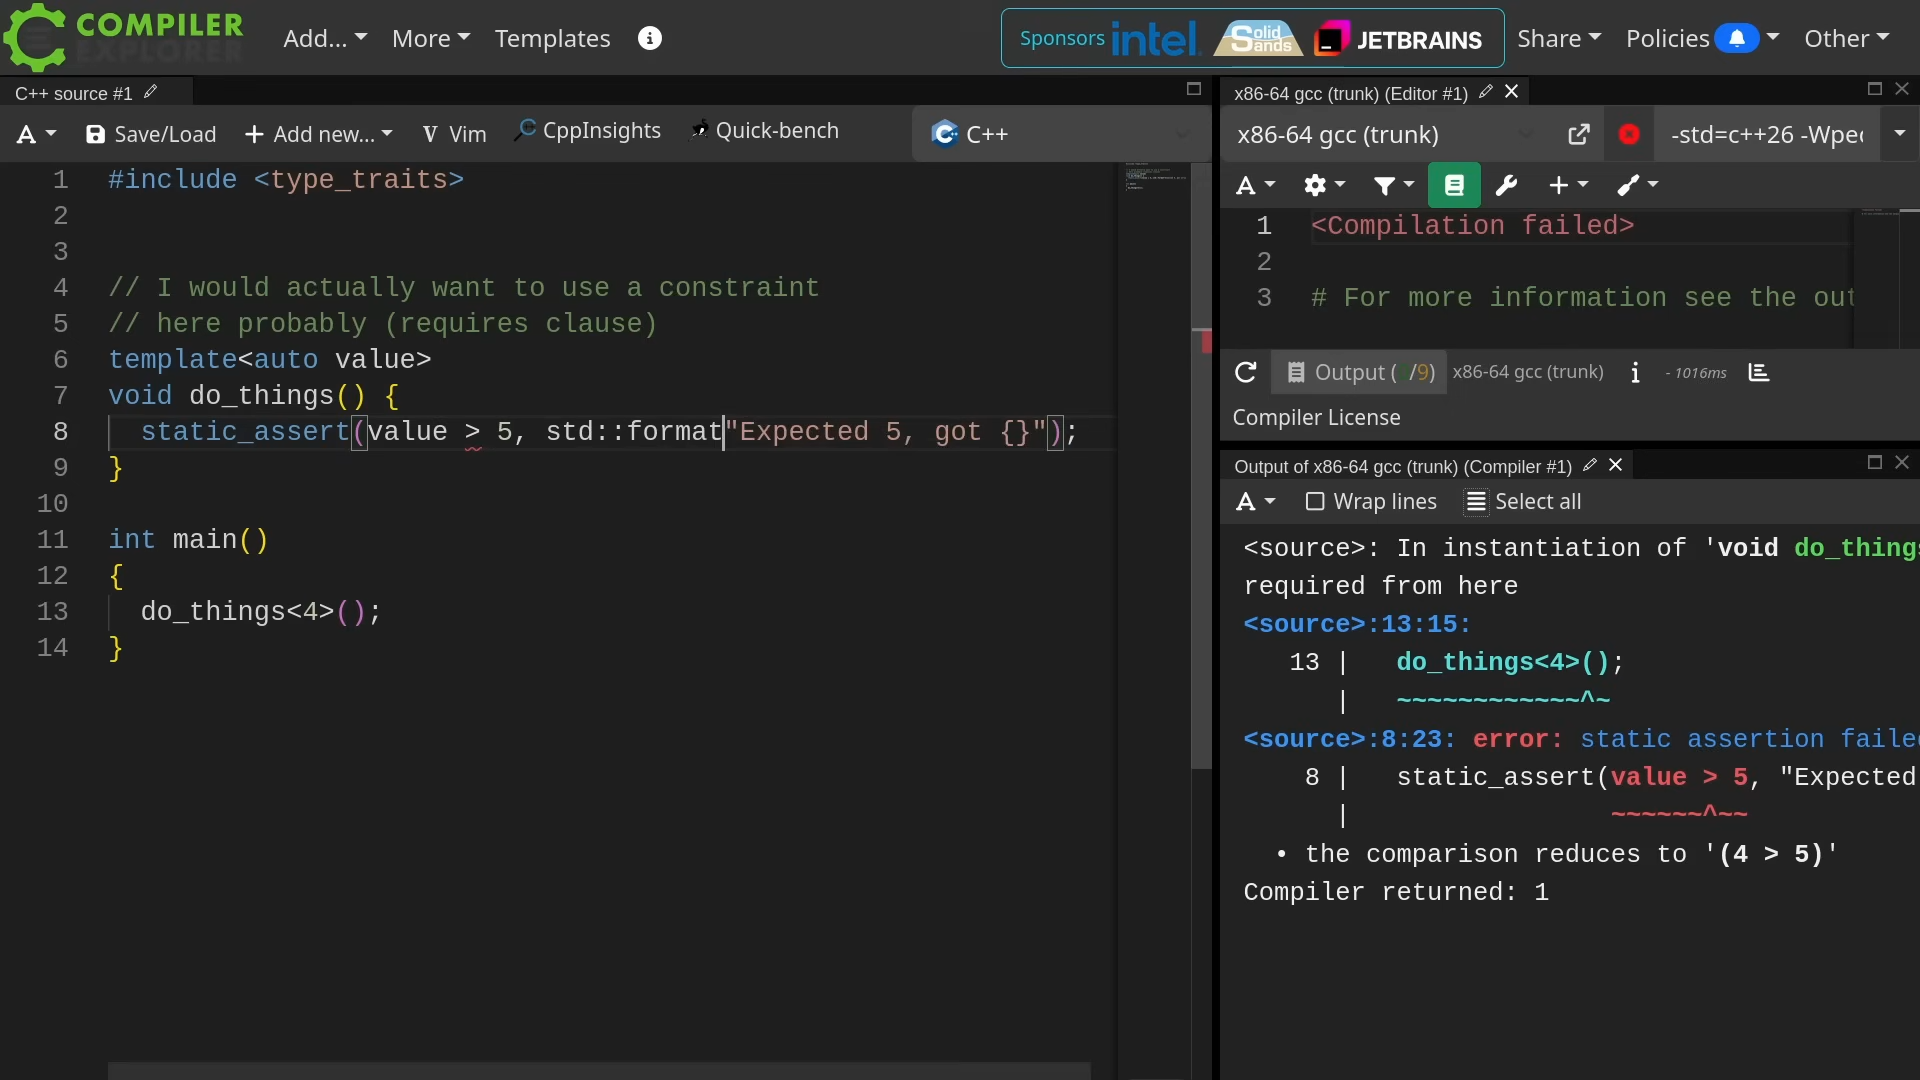 COMPILER
EXPLORER
Add...
More
Templates
Sponsors intel. Solid Sands JETBRAINS
Share
Policies
Other
C++ source #1
A
Save/Load
+ Add new...
V Vim
CppInsights
Quick-bench
C++
1 #include <type_traits>
2
3
4 // I would actually want to use a constraint
5 // here probably (requires clause)
6 template<auto value>
7 void do_things() {
8 static_assert(value > 5, std::format"Expected 5, got {}");
9 }
10
11 int main()
12 {
13 do_things<4>();
14 }
x86-64 gcc (trunk) (Editor #1)
x86-64 gcc (trunk)
-std=c++26 -Wpe
A
1 <Compilation failed>
2
3 # For more information see the out
Output ( /9) x86-64 gcc (trunk) i - 1016ms
Compiler License
Output of x86-64 gcc (trunk) (Compiler #1)
A Wrap lines Select all
<source>: In instantiation of 'void do_things
required from here
<source>:13:15:
13 | do_things<4>();
| ~~~~~~~~~~~~^~
<source>:8:23: error: static assertion failed
8 | static_assert(value > 5, "Expected
| ~~~~~~^~~
• the comparison reduces to '(4 > 5)'
Compiler returned: 1